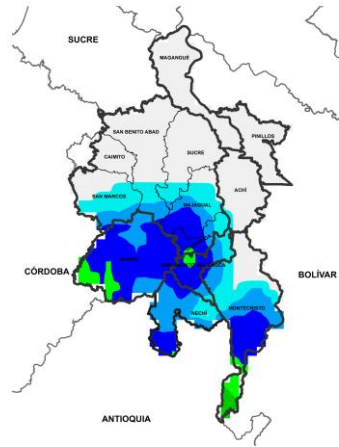 SUCRE
MAGANGUÉ
SAN BENITO ABAD
SUCRE
PINILLOS
CAIMITO
SAN MARCOS
ACHÍ
MAJAGUAL
CÓRDOBA
BOLÍVAR
MONTECRISTO
NECHÍ
ANTIOQUIA